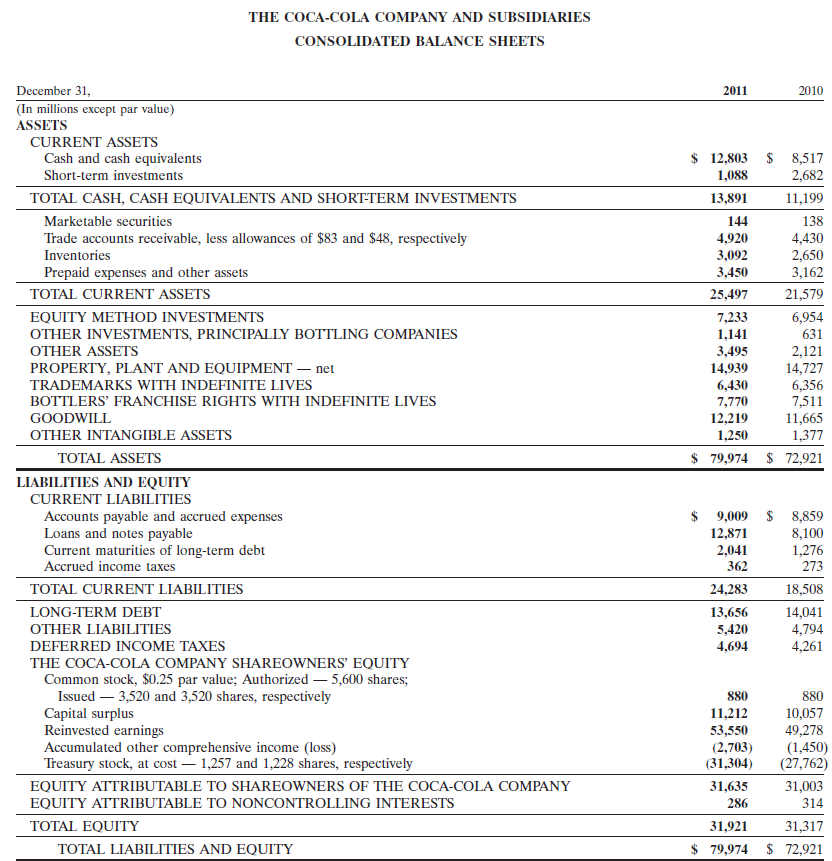 THE COCA-COLA COMPANY AND SUBSIDIARIES
CONSOLIDATED BALANCE SHEETS
December 31, 2011 2010
(In millions except par value)
ASSETS
CURRENT ASSETS
Cash and cash equivalents $ 12,803 $ 8,517
Short-term investments 1,088 2,682
TOTAL CASH, CASH EQUIVALENTS AND SHORT-TERM INVESTMENTS 13,891 11,199
Marketable securities 144 138
Trade accounts receivable, less allowances of $83 and $48, respectively 4,920 4,430
Inventories 3,092 2,650
Prepaid expenses and other assets 3,450 3,162
TOTAL CURRENT ASSETS 25,497 21,579
EQUITY METHOD INVESTMENTS 7,233 6,954
OTHER INVESTMENTS, PRINCIPALLY BOTTLING COMPANIES 1,141 631
OTHER ASSETS 3,495 2,121
PROPERTY, PLANT AND EQUIPMENT — net 14,939 14,727
TRADEMARKS WITH INDEFINITE LIVES 6,430 6,356
BOTTLERS' FRANCHISE RIGHTS WITH INDEFINITE LIVES 7,770 7,511
GOODWILL 12,219 11,665
OTHER INTANGIBLE ASSETS 1,250 1,377
TOTAL ASSETS $ 79,974 $ 72,921
LIABILITIES AND EQUITY
CURRENT LIABILITIES
Accounts payable and accrued expenses $ 9,009 $ 8,859
Loans and notes payable 12,871 8,100
Current maturities of long-term debt 2,041 1,276
Accrued income taxes 362 273
TOTAL CURRENT LIABILITIES 24,283 18,508
LONG-TERM DEBT 13,656 14,041
OTHER LIABILITIES 5,420 4,794
DEFERRED INCOME TAXES 4,694 4,261
THE COCA-COLA COMPANY SHAREOWNERS' EQUITY
Common stock, $0.25 par value; Authorized — 5,600 shares;
Issued — 3,520 and 3,520 shares, respectively 880 880
Capital surplus 11,212 10,057
Reinvested earnings 53,550 49,278
Accumulated other comprehensive income (loss) (2,703) (1,450)
Treasury stock, at cost — 1,257 and 1,228 shares, respectively (31,304) (27,762)
EQUITY ATTRIBUTABLE TO SHAREOWNERS OF THE COCA-COLA COMPANY 31,635 31,003
EQUITY ATTRIBUTABLE TO NONCONTROLLING INTERESTS 286 314
TOTAL EQUITY 31,921 31,317
TOTAL LIABILITIES AND EQUITY $ 79,974 $ 72,921